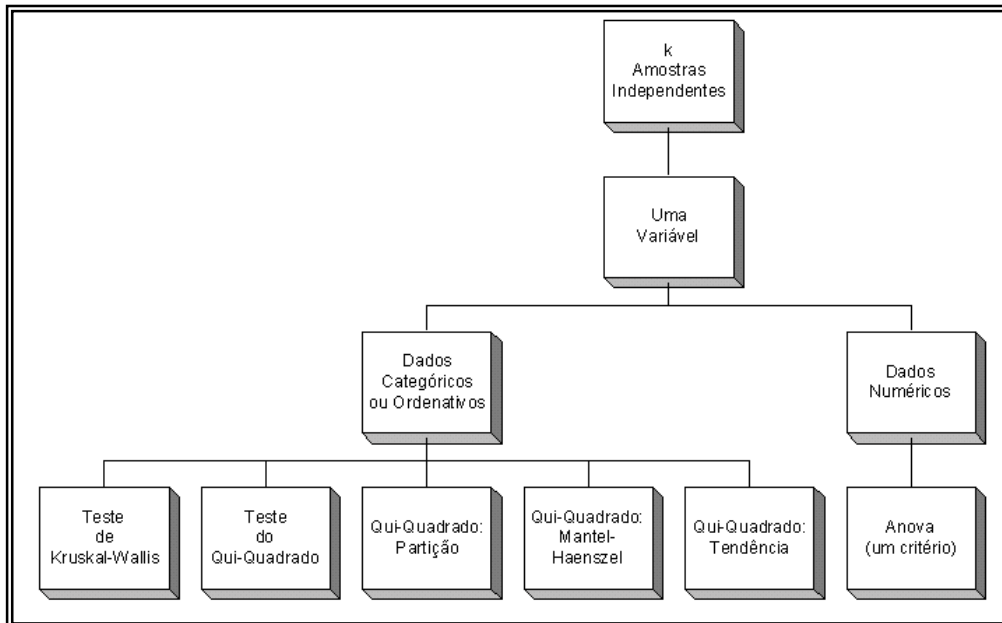 k
Amostras
Independentes
Uma
Variável
Dados
Categóricos
ou Ordenativos
Dados
Numéricos
Teste
de
Kruskal-Wallis
Teste
do
Qui-Quadrado
Qui-Quadrado:
Partição
Qui-Quadrado:
Mantel-
Haenszel
Qui-Quadrado:
Tendência
Anova
(um critério)